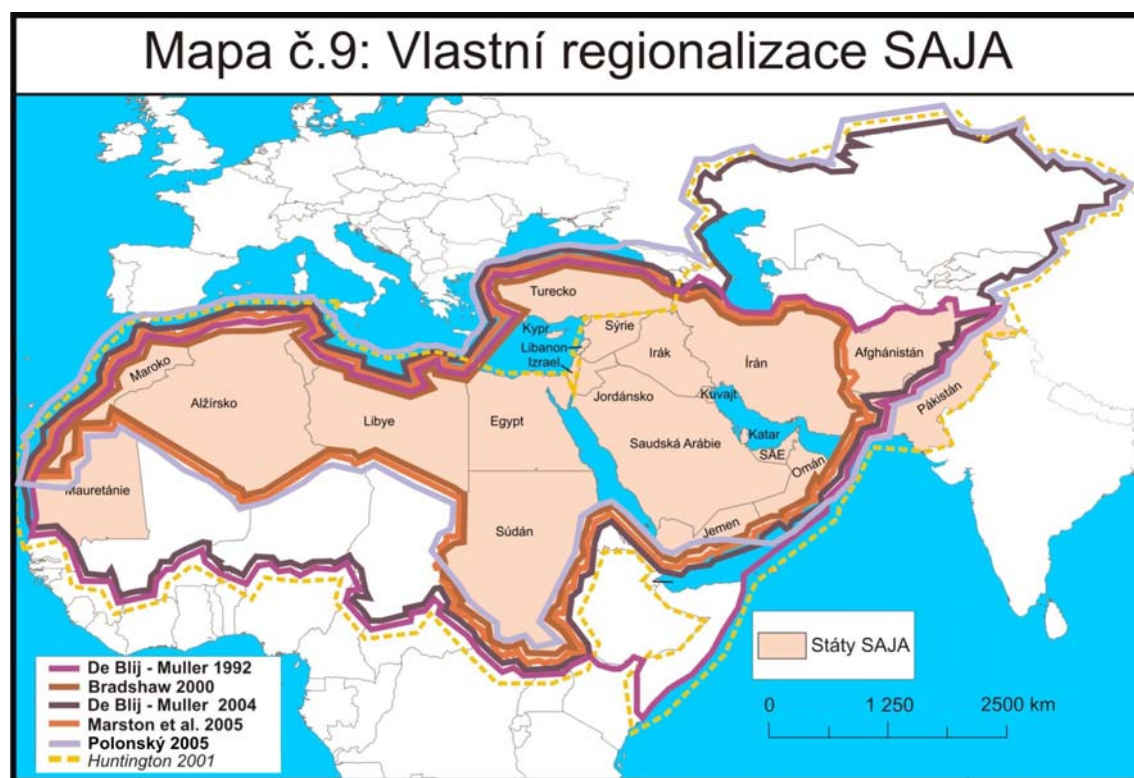 Mapa č.9: Vlastní regionalizace SAJA
Turecko
Kypr
Sýrie
Libanon
Izrael
Irák
Írán
Afghánistán
Maroko
Alžírsko
Libye
Egypt
Jordánsko
Kuvajt
Pákistán
Saudská Arábie
Katar
SAE
Omán
Mauretánie
Súdán
Jemen
De Blij - Muller 1992
Bradshaw 2000
De Blij - Muller 2004
Marston et al. 2005
Polonský 2005
Huntington 2001
Státy SAJA
0 1 250 2500 km